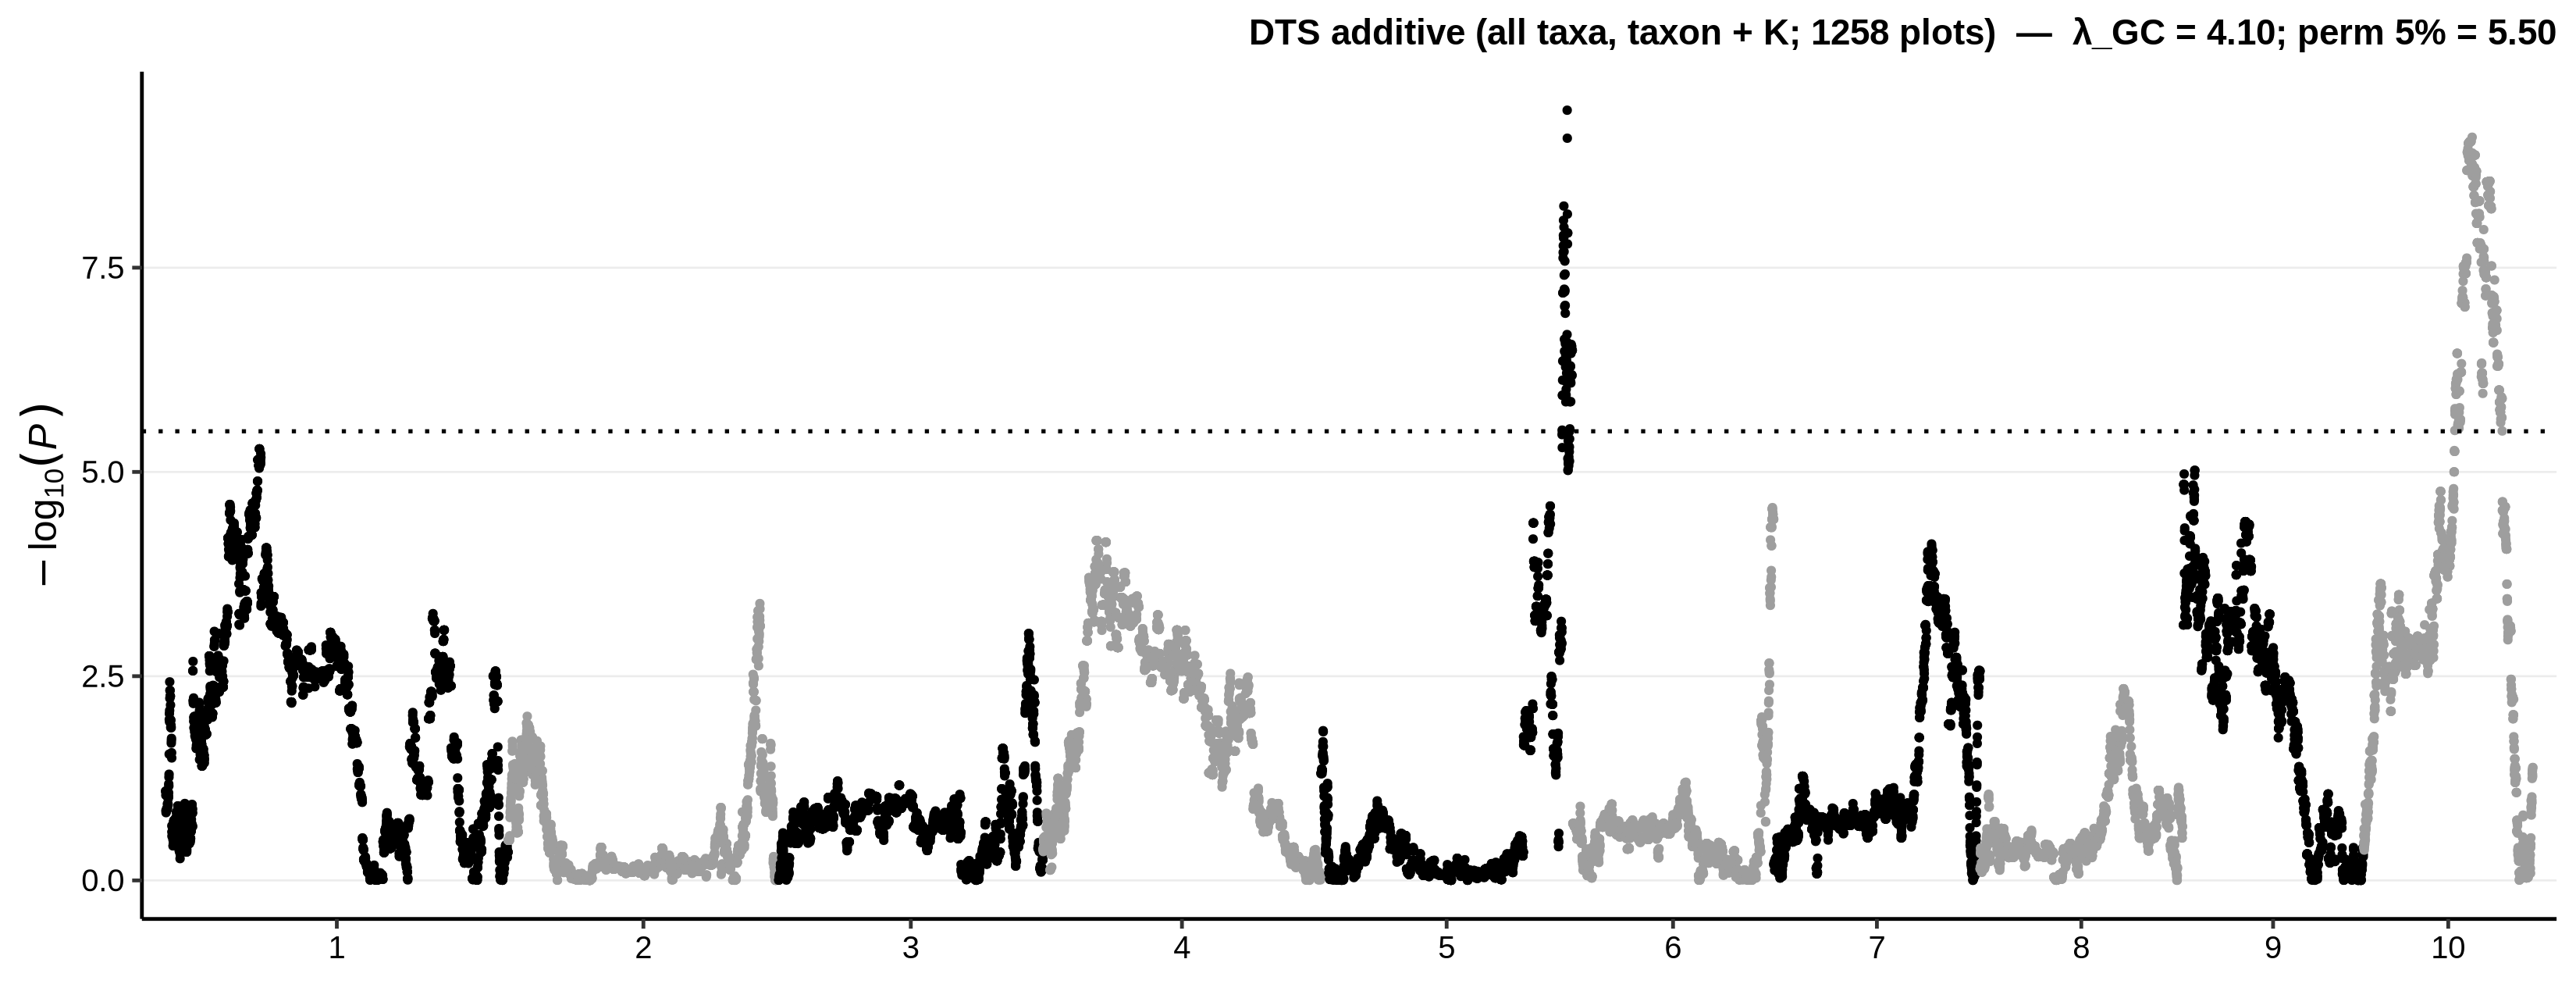 DTS additive (all taxa, taxon + K; 1258 plots) — λ_GC = 4.10; perm 5% = 5.50
− log10(P)
7.5
5.0
2.5
0.0
1 2 3 4 5 6 7 8 9 10